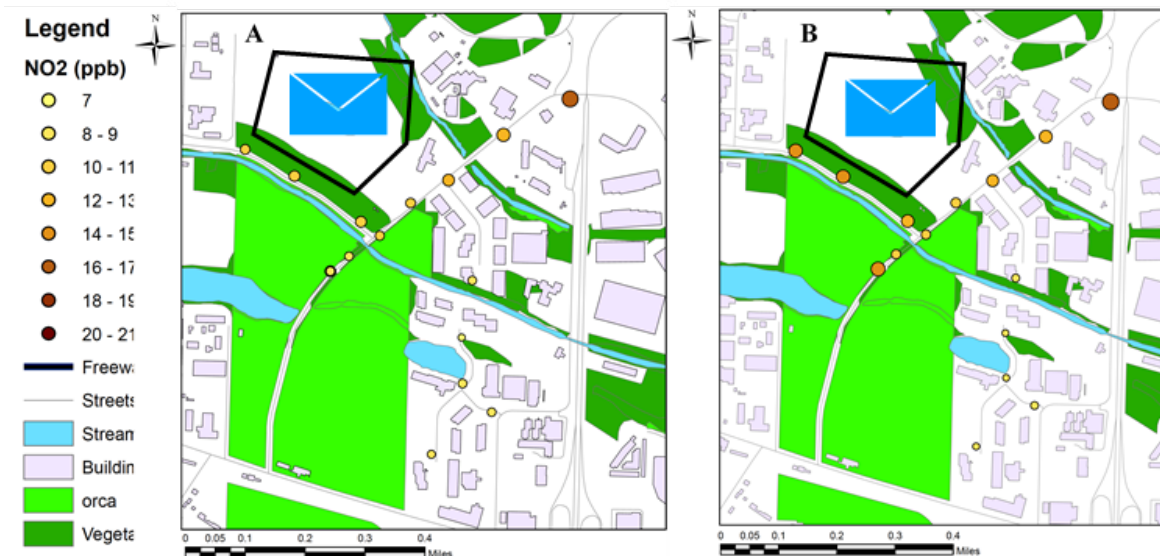 Legend
NO2 (ppb)
7
8 - 9
10 - 11
12 - 13
14 - 15
16 - 17
18 - 19
20 - 21
Freewa
Streets
Stream
Buildin
orca
Vegeta
N
A
0 0.05 0.1 0.2 0.3 0.4
Miles
N
B
0 0.05 0.1 0.2 0.3 0.4
Miles